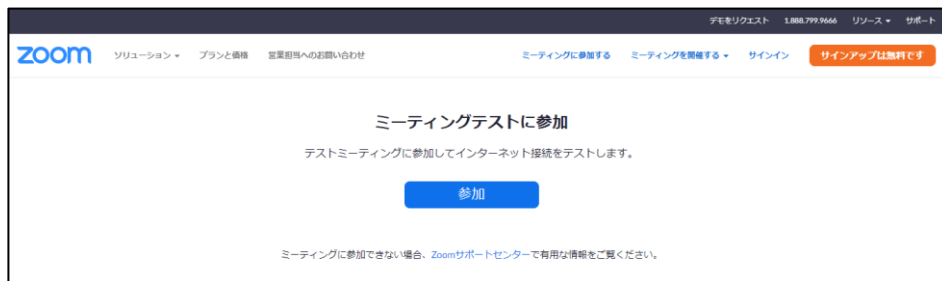 デモをリクエスト 1.888.799.9666 リソース サポート
zoom ソリューション プランと価格 営業担当へのお問い合わせ ミーティングに参加する ミーティングを開催する サインイン サインアップは無料です
ミーティングテストに参加
テストミーティングに参加してインターネット接続をテストします。
参加
ミーティングに参加できない場合、Zoomサポートセンターで有用な情報をご覧ください。